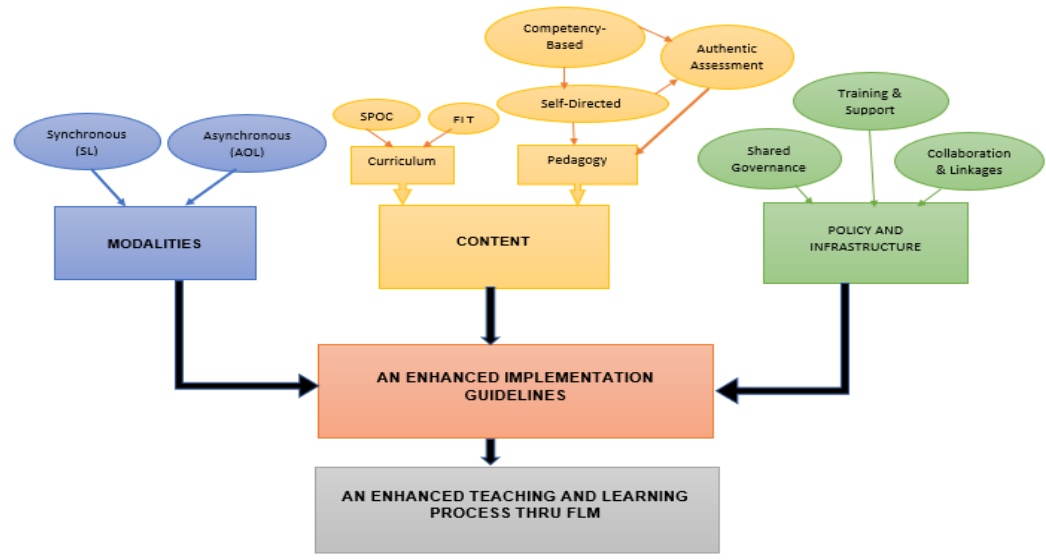 Competency-
Based
Authentic
Assessment
Training &
Support
Self-Directed
SPOC
FIT
Synchronous
(SL)
Asynchronous
(AOL)
Shared
Governance
Collaboration
& Linkages
Curriculum
Pedagogy
MODALITIES
CONTENT
POLICY AND
INFRASTRUCTURE
AN ENHANCED IMPLEMENTATION
GUIDELINES
AN ENHANCED TEACHING AND LEARNING
PROCESS THRU FLM